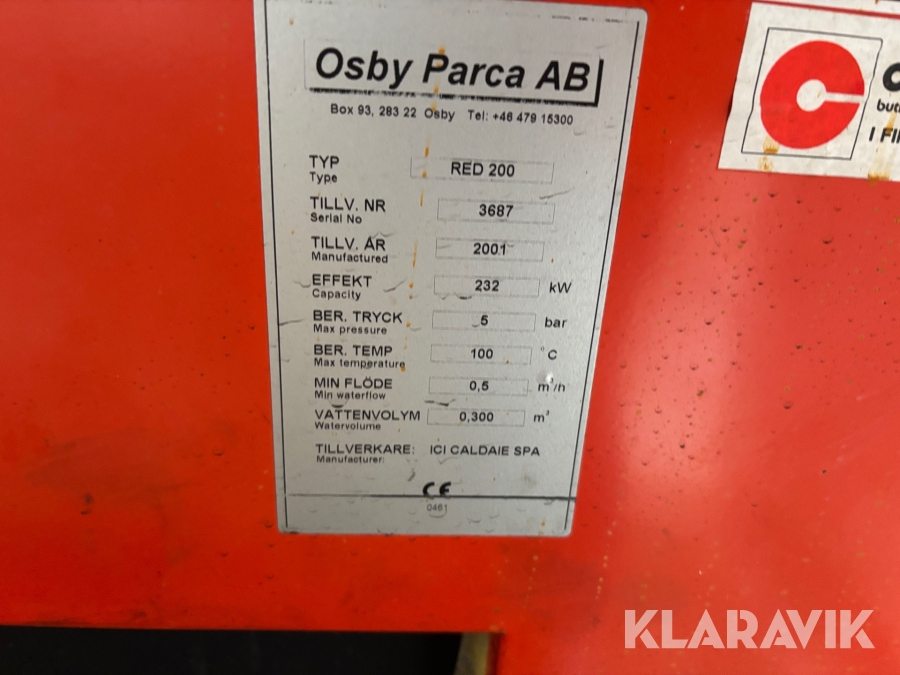 Osby Parca AB
Box 93, 283 22 Osby Tel: +46 479 15300
TYP RED 200
Type
TILLV. NR 3687
Serial No
TILLV. ÅR 2001
Manufactured
EFFEKT 232 kW
Capacity
BER. TRYCK 5 bar
Max pressure
BER. TEMP 100 °C
Max temperature
MIN FLÖDE 0,5 m³/h
Min waterflow
VATTENVOLYM 0,300 m³
Watervolume
TILLVERKARE: ICI CALDAIE SPA
Manufacturer:
CE
0461
I
KLARAVIK